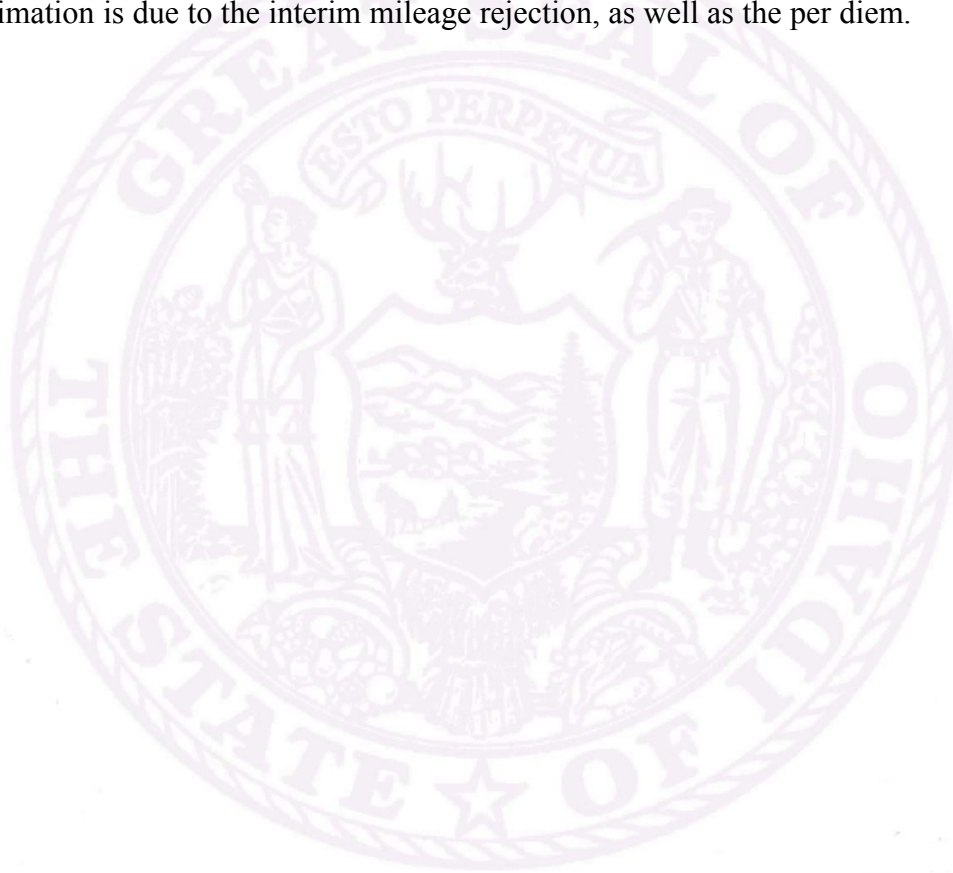 imation is due to the interim mileage rejection, as well as the per diem.
GREAT SEAL OF
ESTO PERPETUA
THE STATE OF IDAHO